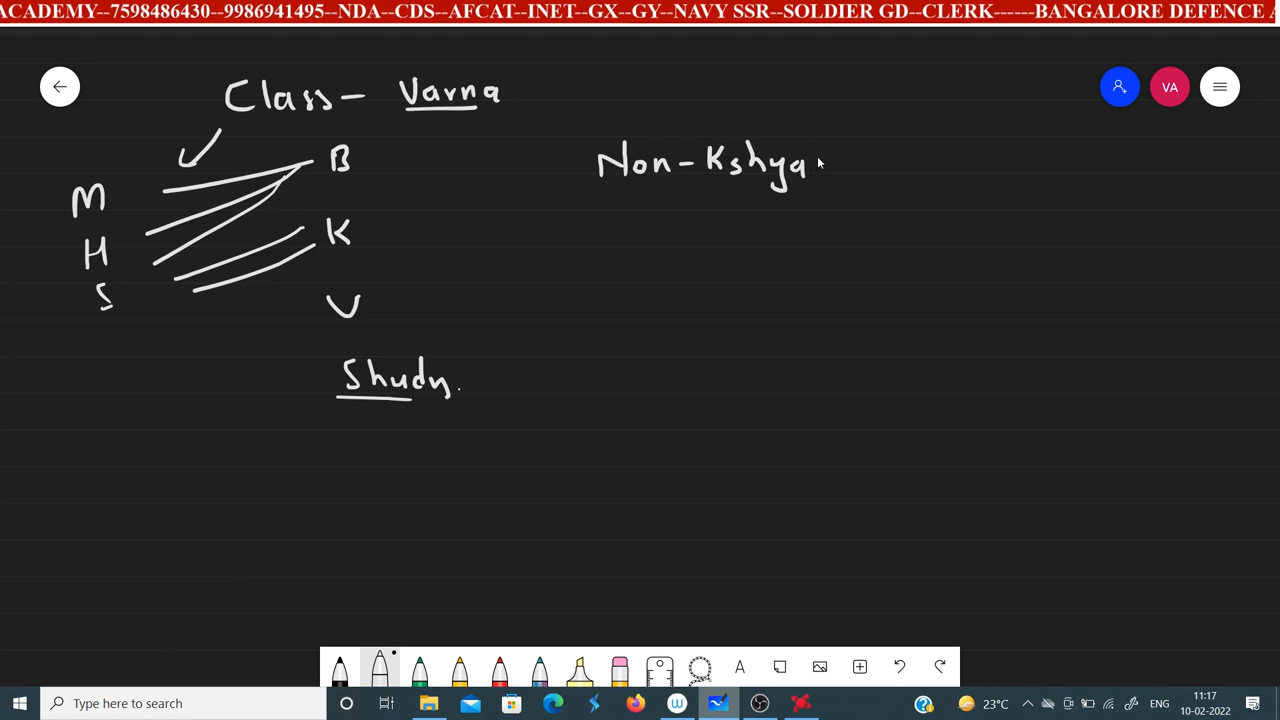 ACADEMY--7598486430--9986941495--NDA--CDS--AFCAT--INET--GX--GY--NAVY SSR--SOLDIER GD--CLERK------BANGALORE DEFENCE A
Class - Varna
VA
B
Non-Kshya
M
K
H
S
V
Shudy.
A
Type here to search
23°C
ENG
11:17
10-02-2022